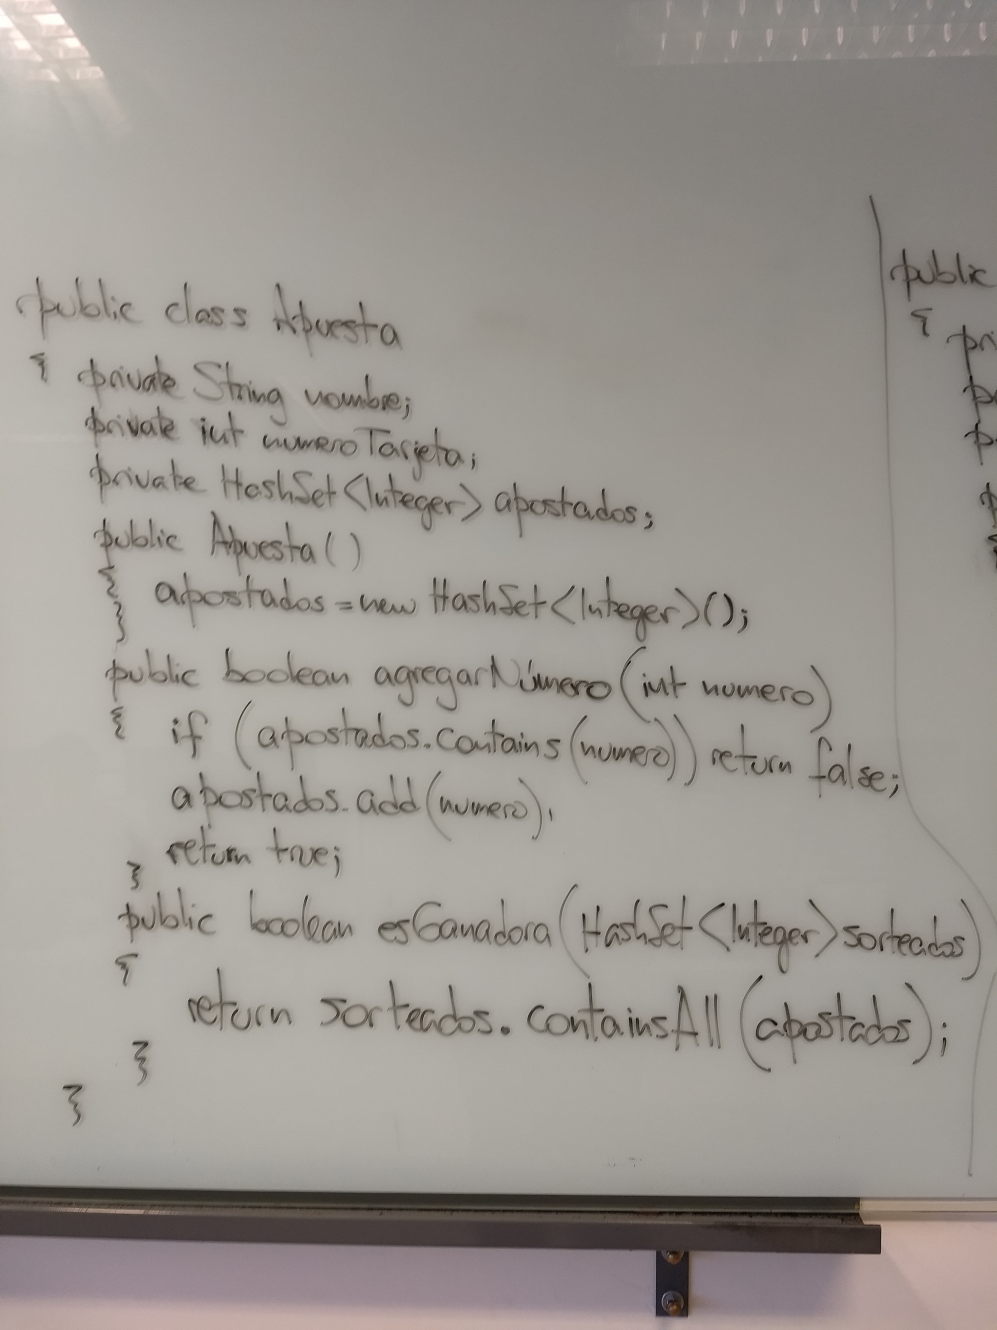 public class Apuesta
{ private String nombre;
private int numeroTarjeta;
private HashSet<Integer> apostados;
public Apuesta()
{ apostados = new HashSet<Integer>();
}
public boolean agregarNúmero(int numero)
{ if (apostados.contains(numero)) return false;
apostados.add(numero);
return true;
}
public boolean esGanadora(HashSet<Integer> sorteados)
{
return sorteados.containsAll(apostados);
}
}
public
{
pri